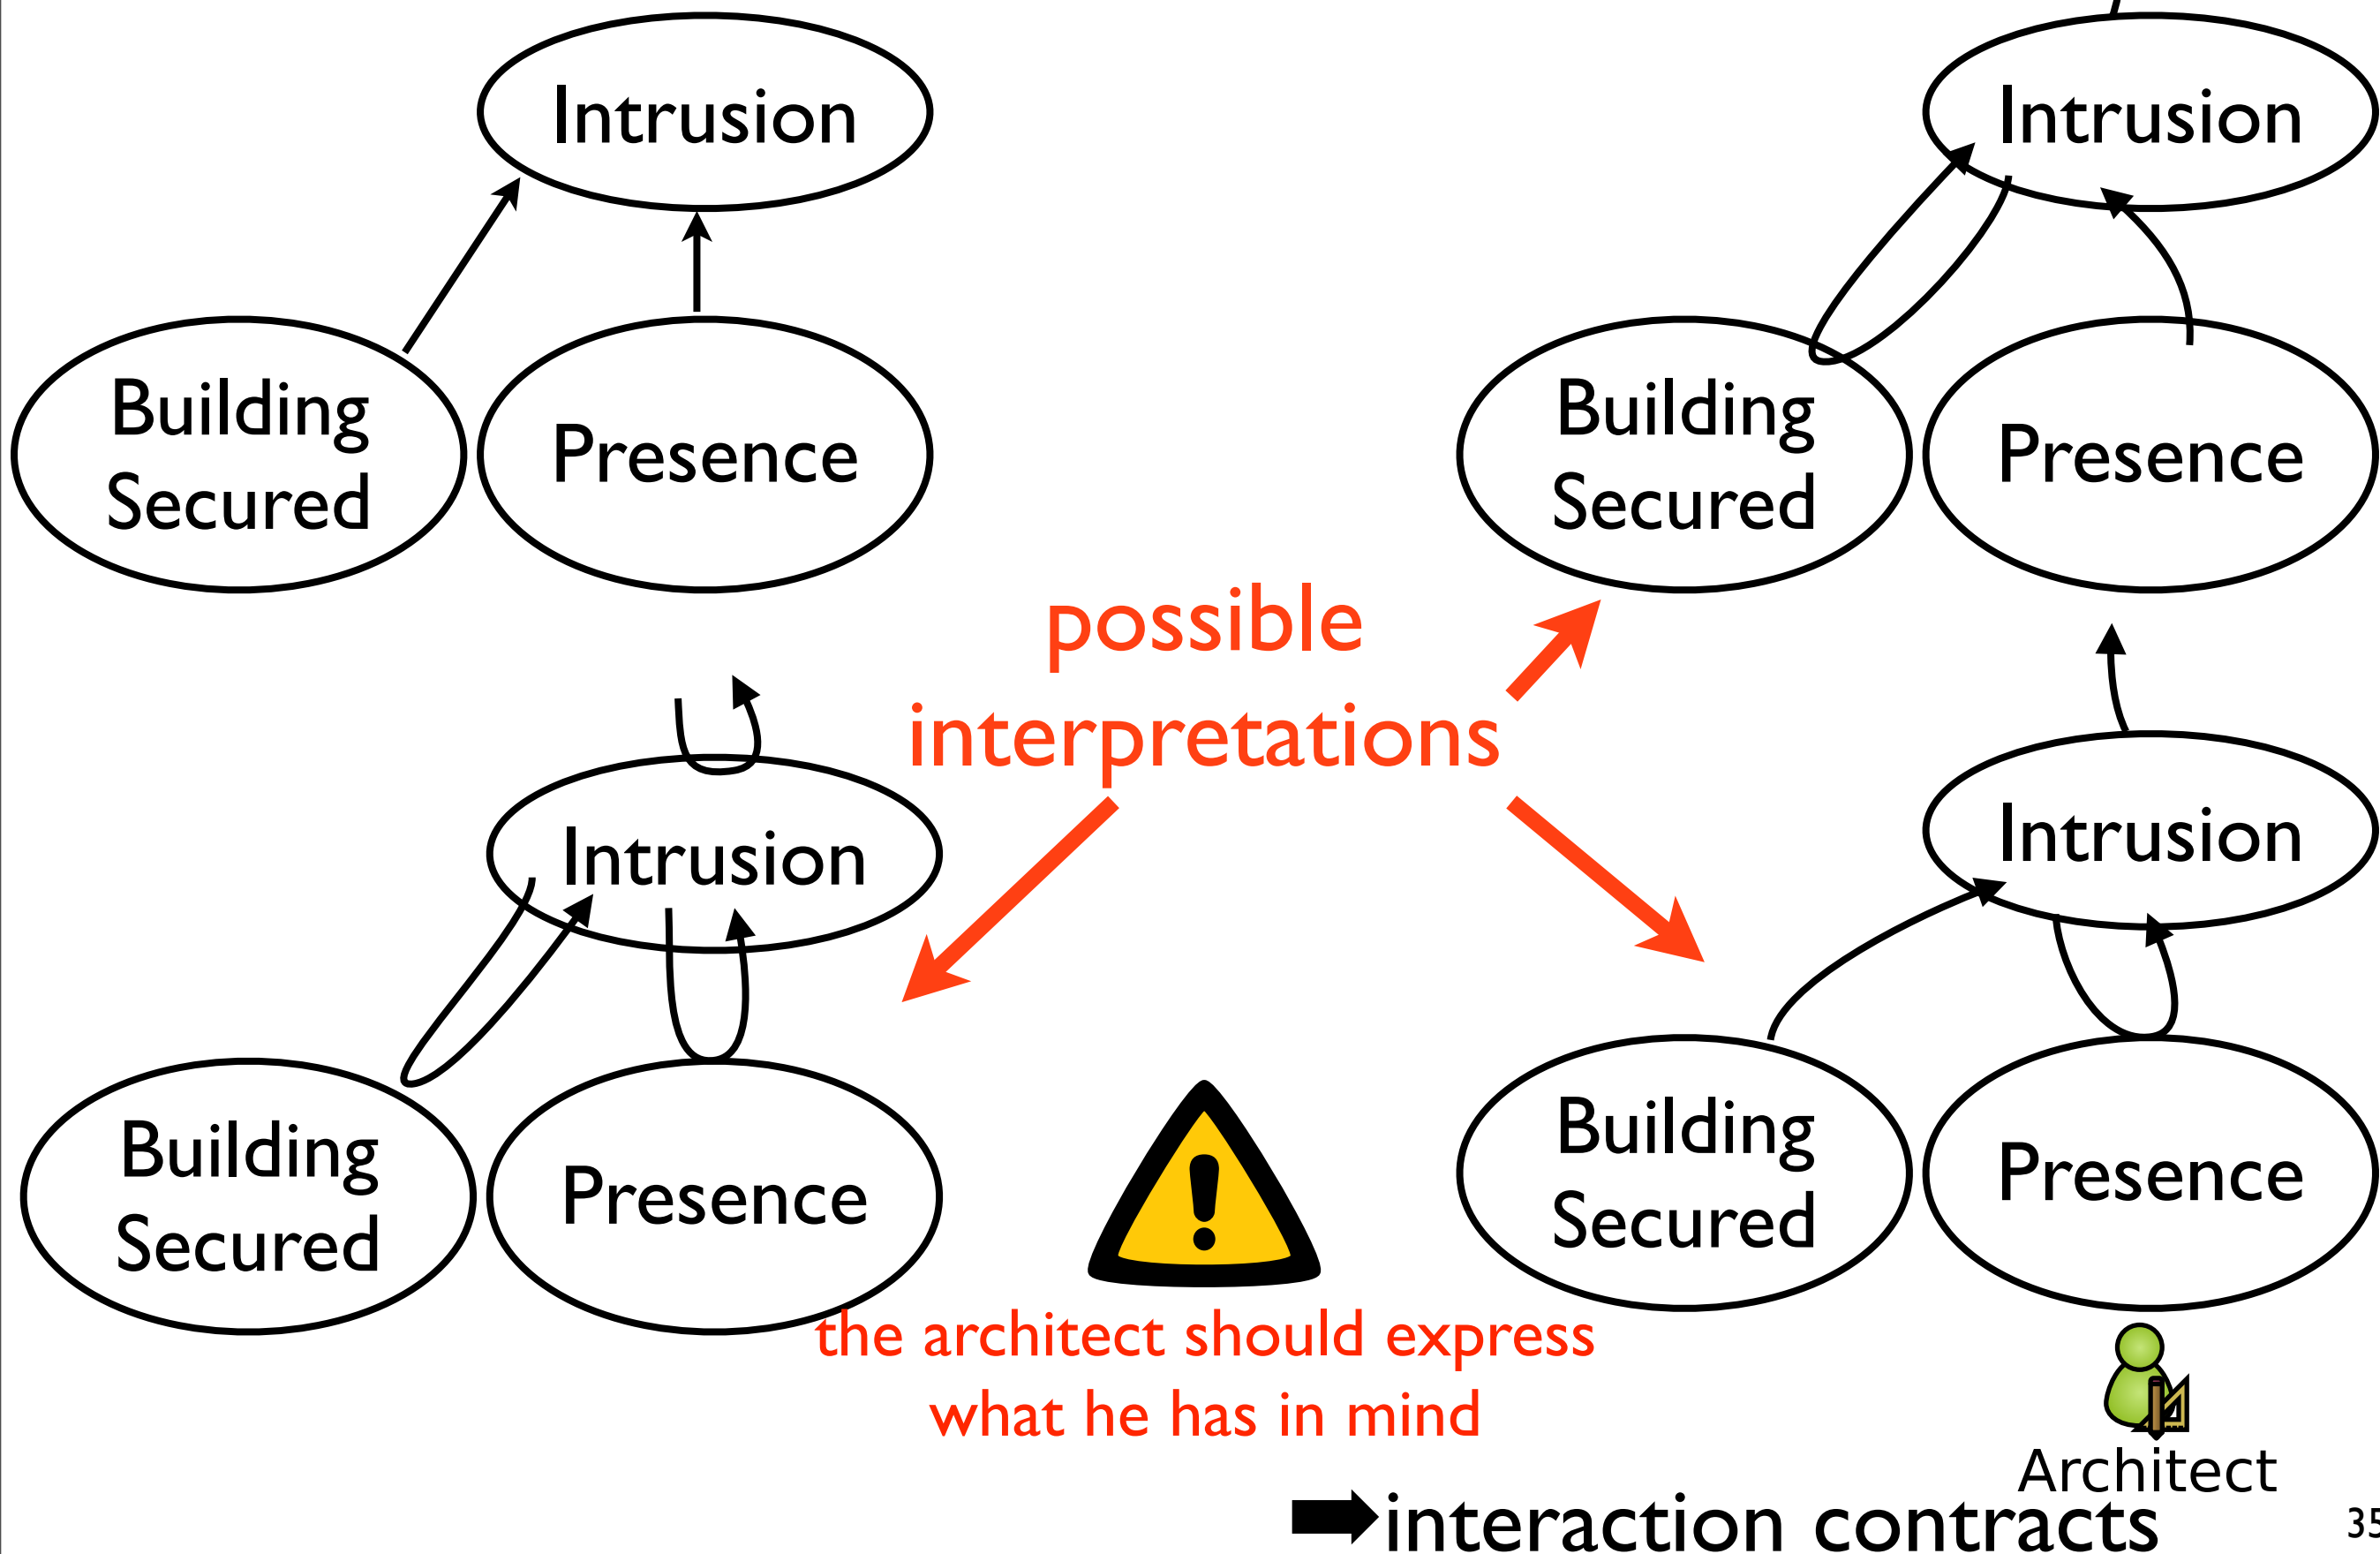 Intrusion
Intrusion
Building
Secured
Presence
Building
Secured
Presence
possible
interpretations
Intrusion
Intrusion
Building
Secured
Presence
Building
Secured
Presence
the architect should express
what he has in mind
Architect
interaction contracts
35